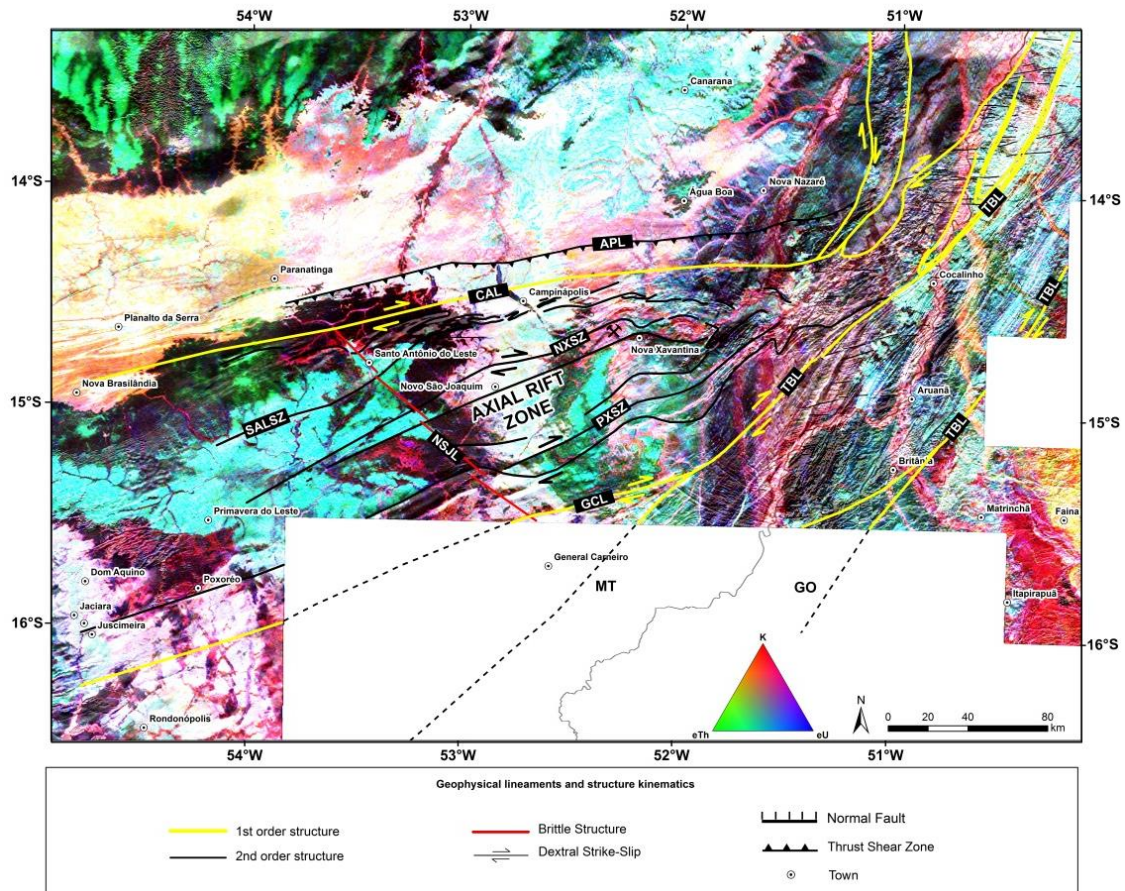 54°W 53°W 52°W 51°W
Canarana
14°S
Água Boa
Nova Nazaré
14°S
TBL
APL
Paranatinga
Cocalinho
CAL
Campinápolis
TBL
Planalto da Serra
NXSZ
Nova Xavantina
Santo Antônio do Leste
Nova Brasilândia
Novo São Joaquim
TBL
Aruanã
15°S
AXIAL RIFT
ZONE
PXSZ
15°S
SALSZ
TBL
NSJL
Britânia
GCL
Primavera do Leste
Matrinchã
Faina
General Carneiro
Dom Aquino
Poxoréo
MT
GO
Jaciara
Itapirapuã
16°S
Juscimeira
16°S
K
N
Rondonópolis
eTh
eU
0 20 40 80
km
54°W 53°W 52°W 51°W
Geophysical lineaments and structure kinematics
1st order structure
2nd order structure
Brittle Structure
Dextral Strike-Slip
Normal Fault
Thrust Shear Zone
Town